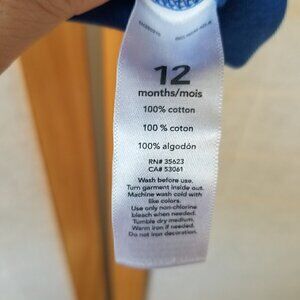 12
months/mois
100% cotton
100 % coton
100% algodón
RN# 35623
CA# 53061
Wash before use.
Turn garment inside out.
Machine wash cold with
like colors.
Use only non-chlorine
bleach when needed.
Tumble dry medium.
Warm iron if needed.
Do not iron decoration.